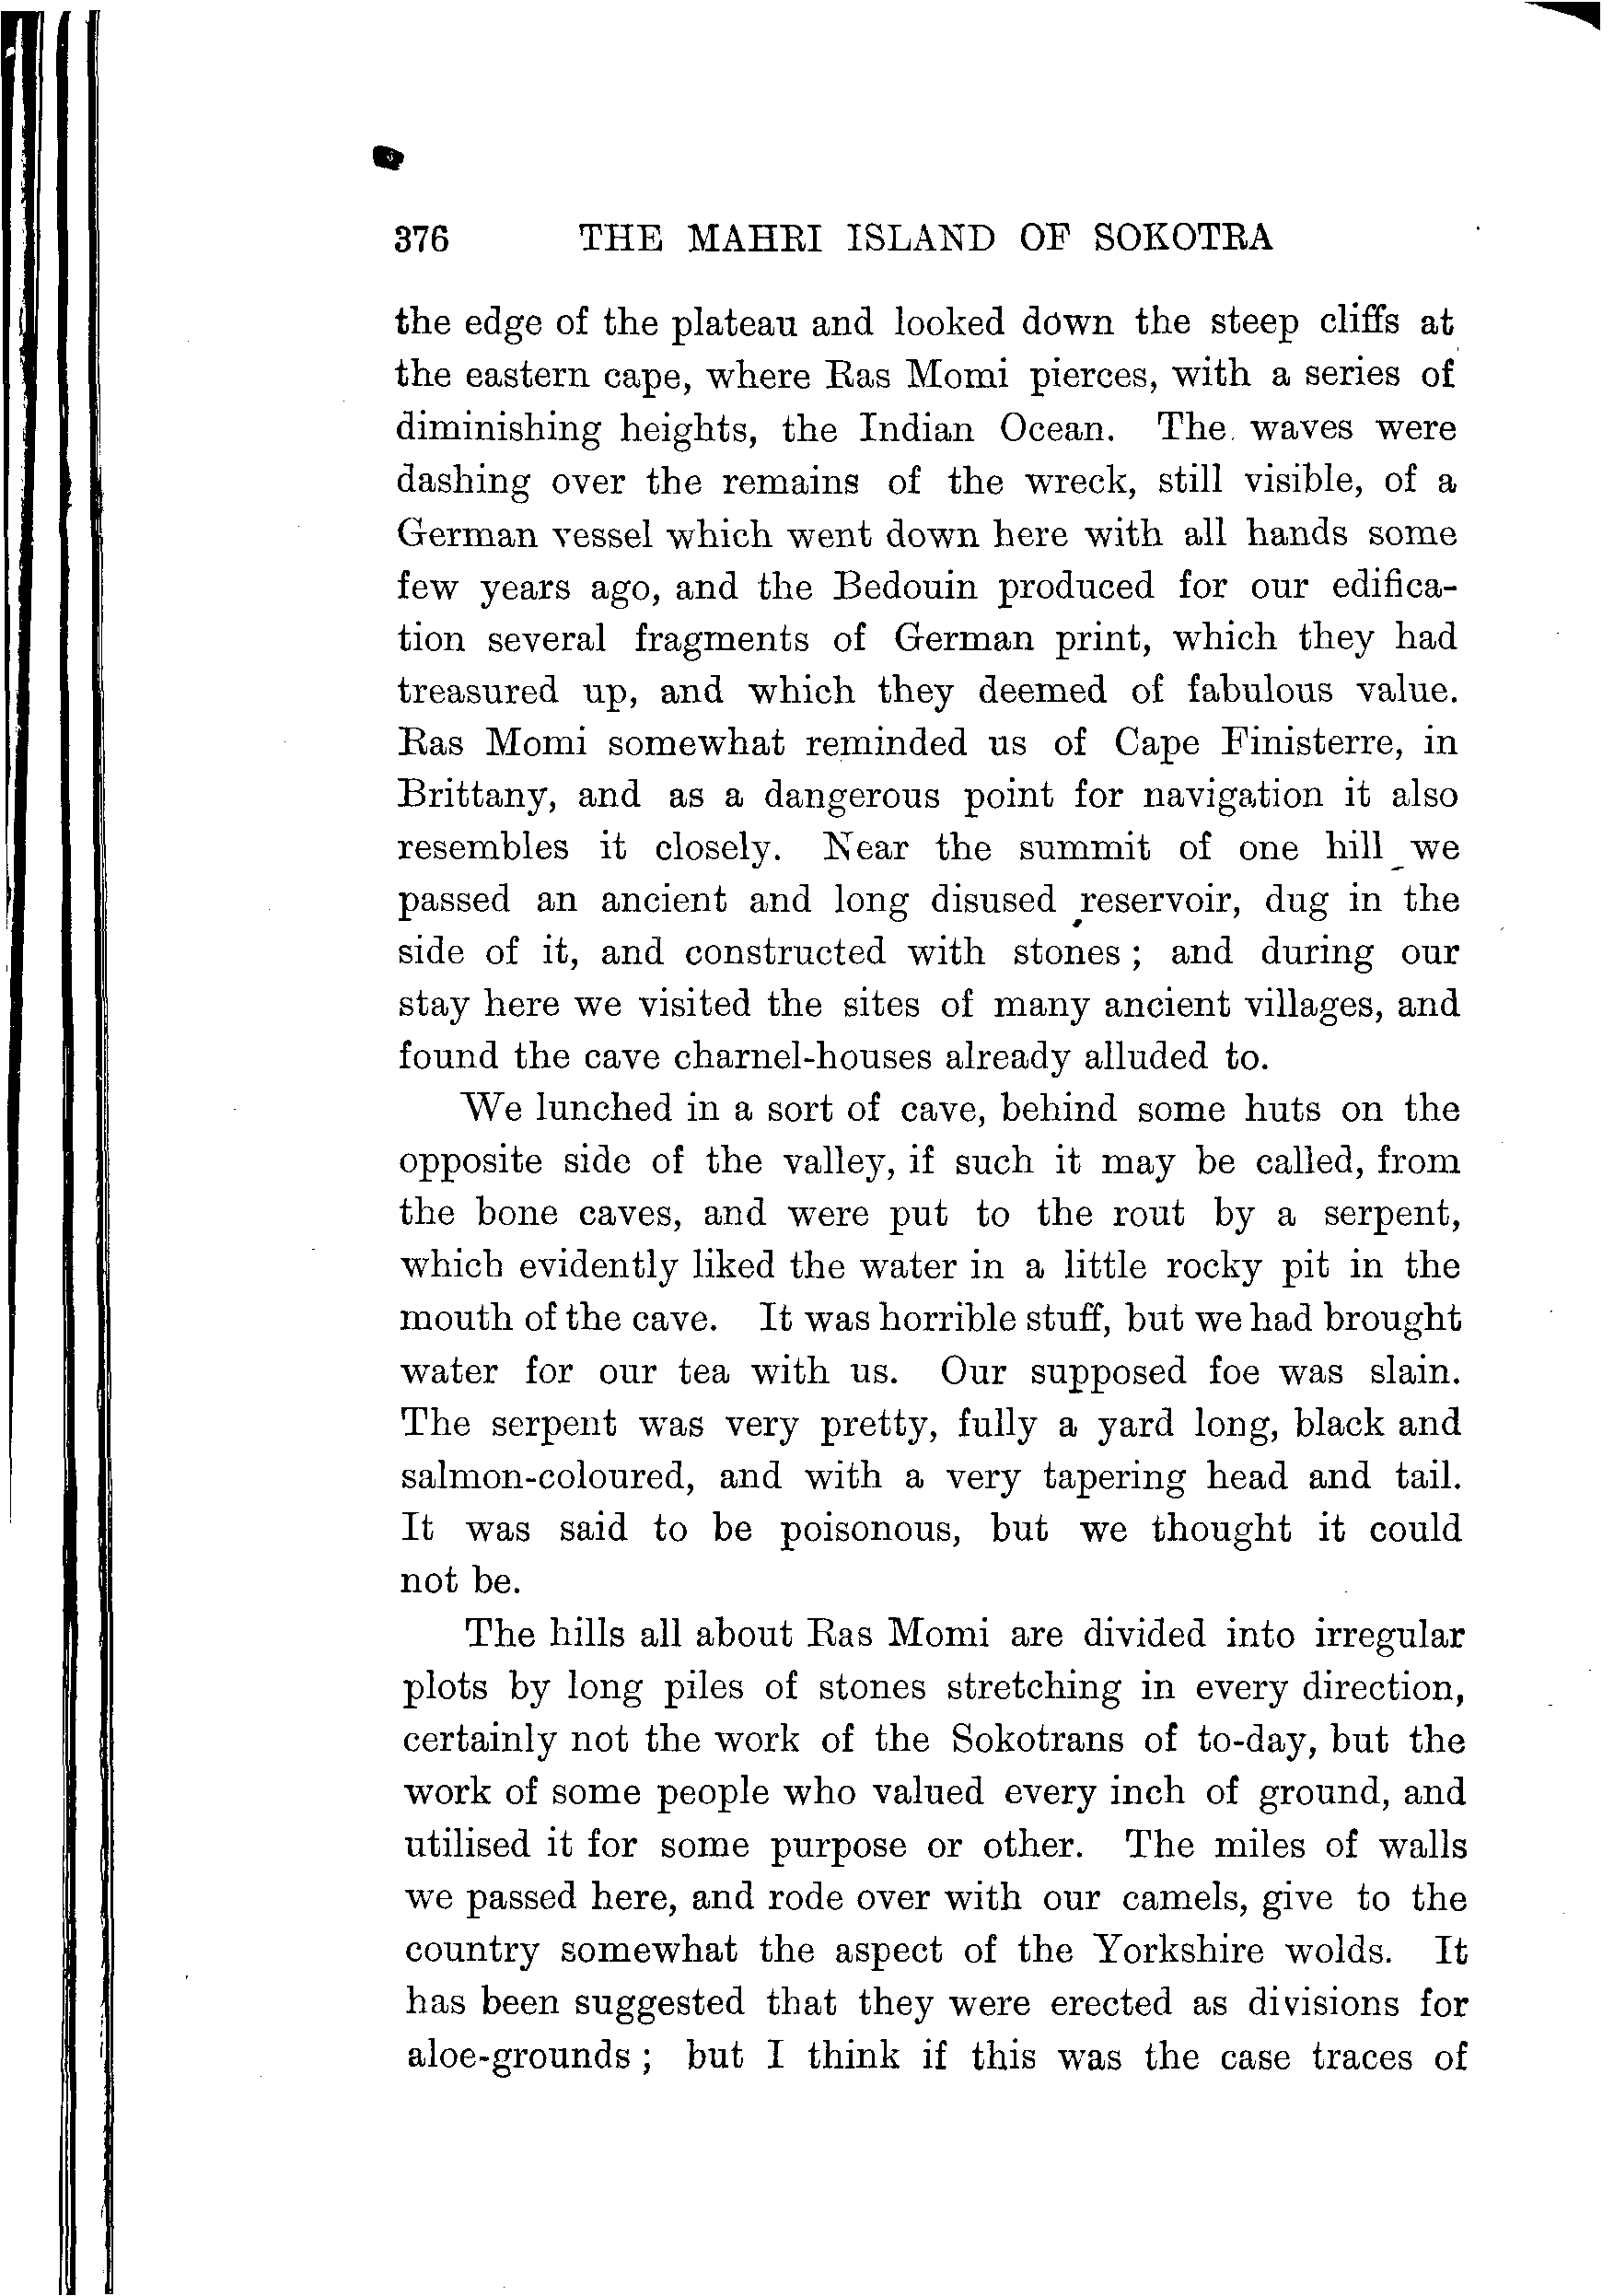 376 THE MAHRI ISLAND OF SOKOTRA
the edge of the plateau and looked down the steep cliffs at
the eastern cape, where Ras Momi pierces, with a series of
diminishing heights, the Indian Ocean. The waves were
dashing over the remains of the wreck, still visible, of a
German vessel which went down here with all hands some
few years ago, and the Bedouin produced for our edifica-
tion several fragments of German print, which they had
treasured up, and which they deemed of fabulous value.
Ras Momi somewhat reminded us of Cape Finisterre, in
Brittany, and as a dangerous point for navigation it also
resembles it closely. Near the summit of one hill we
passed an ancient and long disused reservoir, dug in the
side of it, and constructed with stones; and during our
stay here we visited the sites of many ancient villages, and
found the cave charnel-houses already alluded to.
We lunched in a sort of cave, behind some huts on the
opposite side of the valley, if such it may be called, from
the bone caves, and were put to the rout by a serpent,
which evidently liked the water in a little rocky pit in the
mouth of the cave. It was horrible stuff, but we had brought
water for our tea with us. Our supposed foe was slain.
The serpent was very pretty, fully a yard long, black and
salmon-coloured, and with a very tapering head and tail.
It was said to be poisonous, but we thought it could
not be.
The hills all about Ras Momi are divided into irregular
plots by long piles of stones stretching in every direction,
certainly not the work of the Sokotrans of to-day, but the
work of some people who valued every inch of ground, and
utilised it for some purpose or other. The miles of walls
we passed here, and rode over with our camels, give to the
country somewhat the aspect of the Yorkshire wolds. It
has been suggested that they were erected as divisions for
aloe-grounds; but I think if this was the case traces of